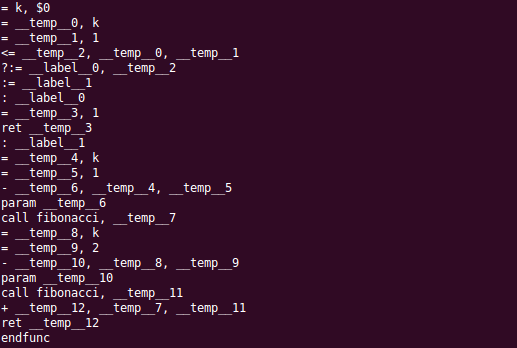 = k, $0
= __temp__0, k
= __temp__1, 1
<= __temp__2, __temp__0, __temp__1
?:= __label__0, __temp__2
:= __label__1
: __label__0
= __temp__3, 1
ret __temp__3
: __label__1
= __temp__4, k
= __temp__5, 1
- __temp__6, __temp__4, __temp__5
param __temp__6
call fibonacci, __temp__7
= __temp__8, k
= __temp__9, 2
- __temp__10, __temp__8, __temp__9
param __temp__10
call fibonacci, __temp__11
+ __temp__12, __temp__7, __temp__11
ret __temp__12
endfunc